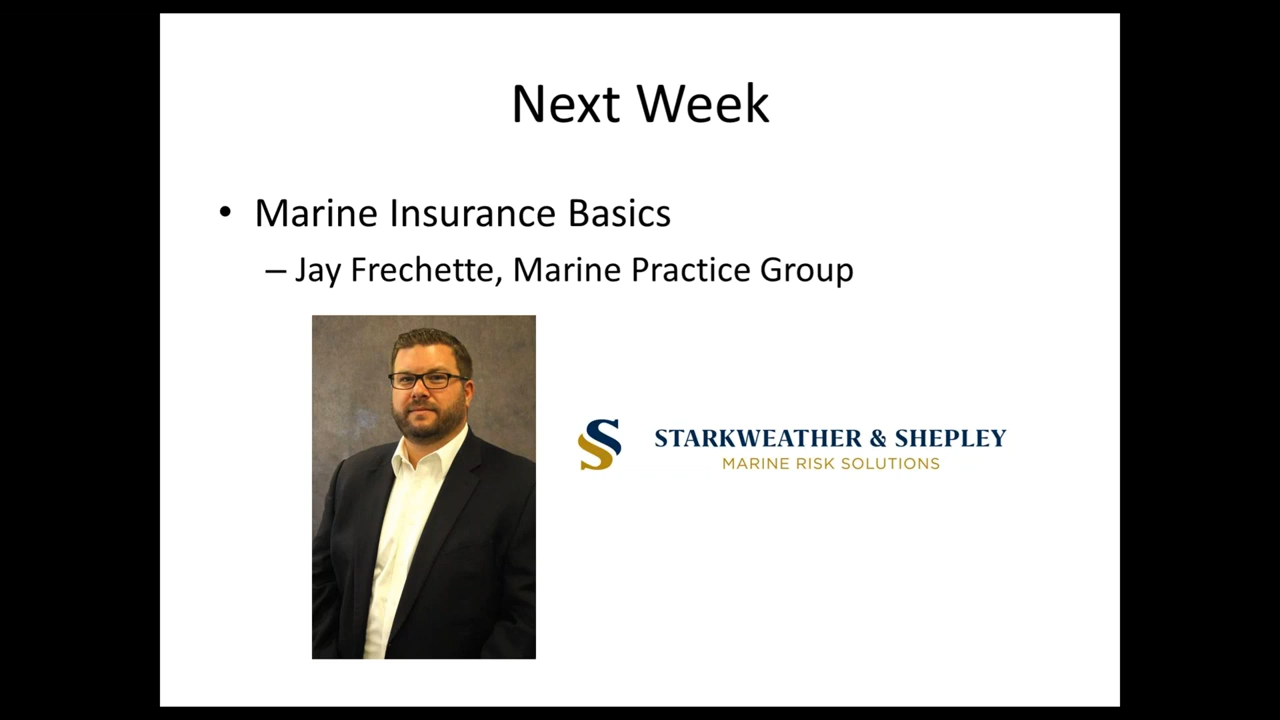 Next Week
• Marine Insurance Basics
– Jay Frechette, Marine Practice Group
STARKWEATHER & SHEPLEY
MARINE RISK SOLUTIONS